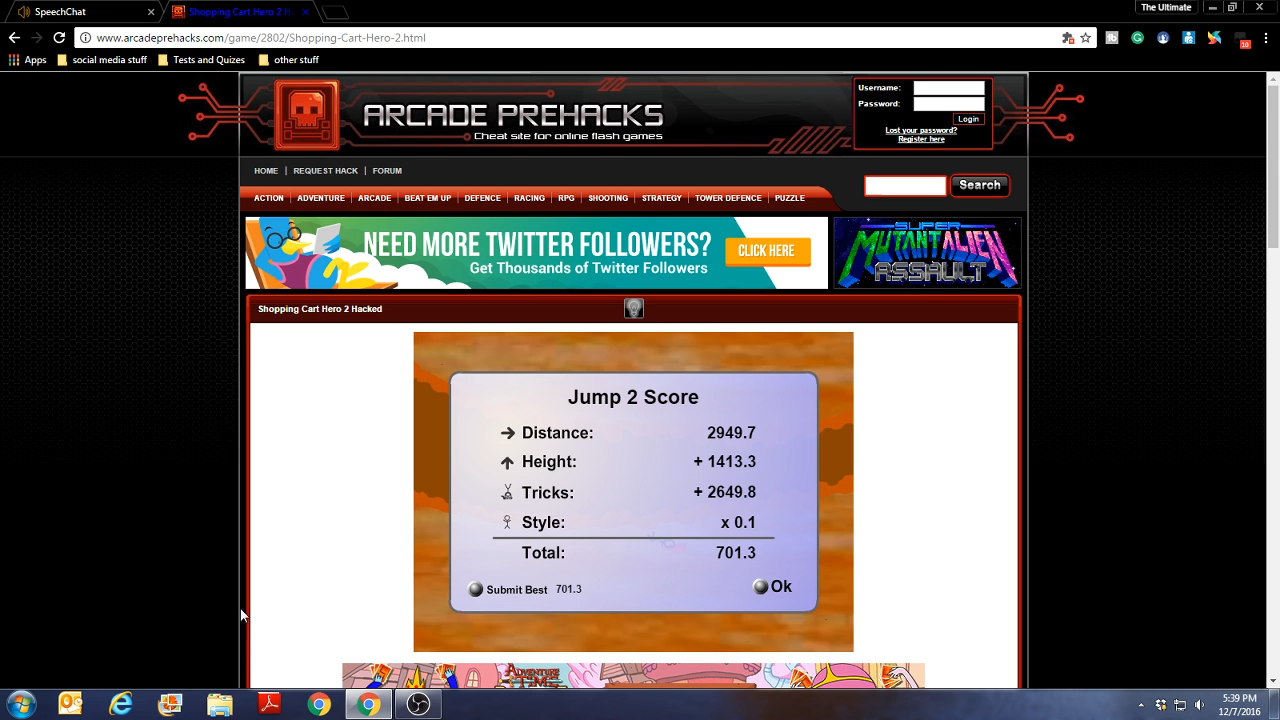 SpeechChat
Shopping Cart Hero 2 H
The Ultimate
www.arcadeprehacks.com/game/2802/Shopping-Cart-Hero-2.html
10
Apps social media stuff Tests and Quizes other stuff
ARCADE PREHACKS
Cheat site for online flash games
Username:
Password:
Login
Lost your password?
Register here
HOME | REQUEST HACK | FORUM
Search
ACTION ADVENTURE ARCADE BEAT EM UP DEFENCE RACING RPG SHOOTING STRATEGY TOWER DEFENCE PUZZLE
NEED MORE TWITTER FOLLOWERS?
Get Thousands of Twitter Followers
CLICK HERE
SUPER
MUTANT ALIEN
ASSAULT
Shopping Cart Hero 2 Hacked
Jump 2 Score
Distance: 2949.7
Height: + 1413.3
Tricks: + 2649.8
Style: x 0.1
Total: 701.3
Submit Best 701.3
Ok
ADVENTURE
TIME
5:39 PM
12/7/2016